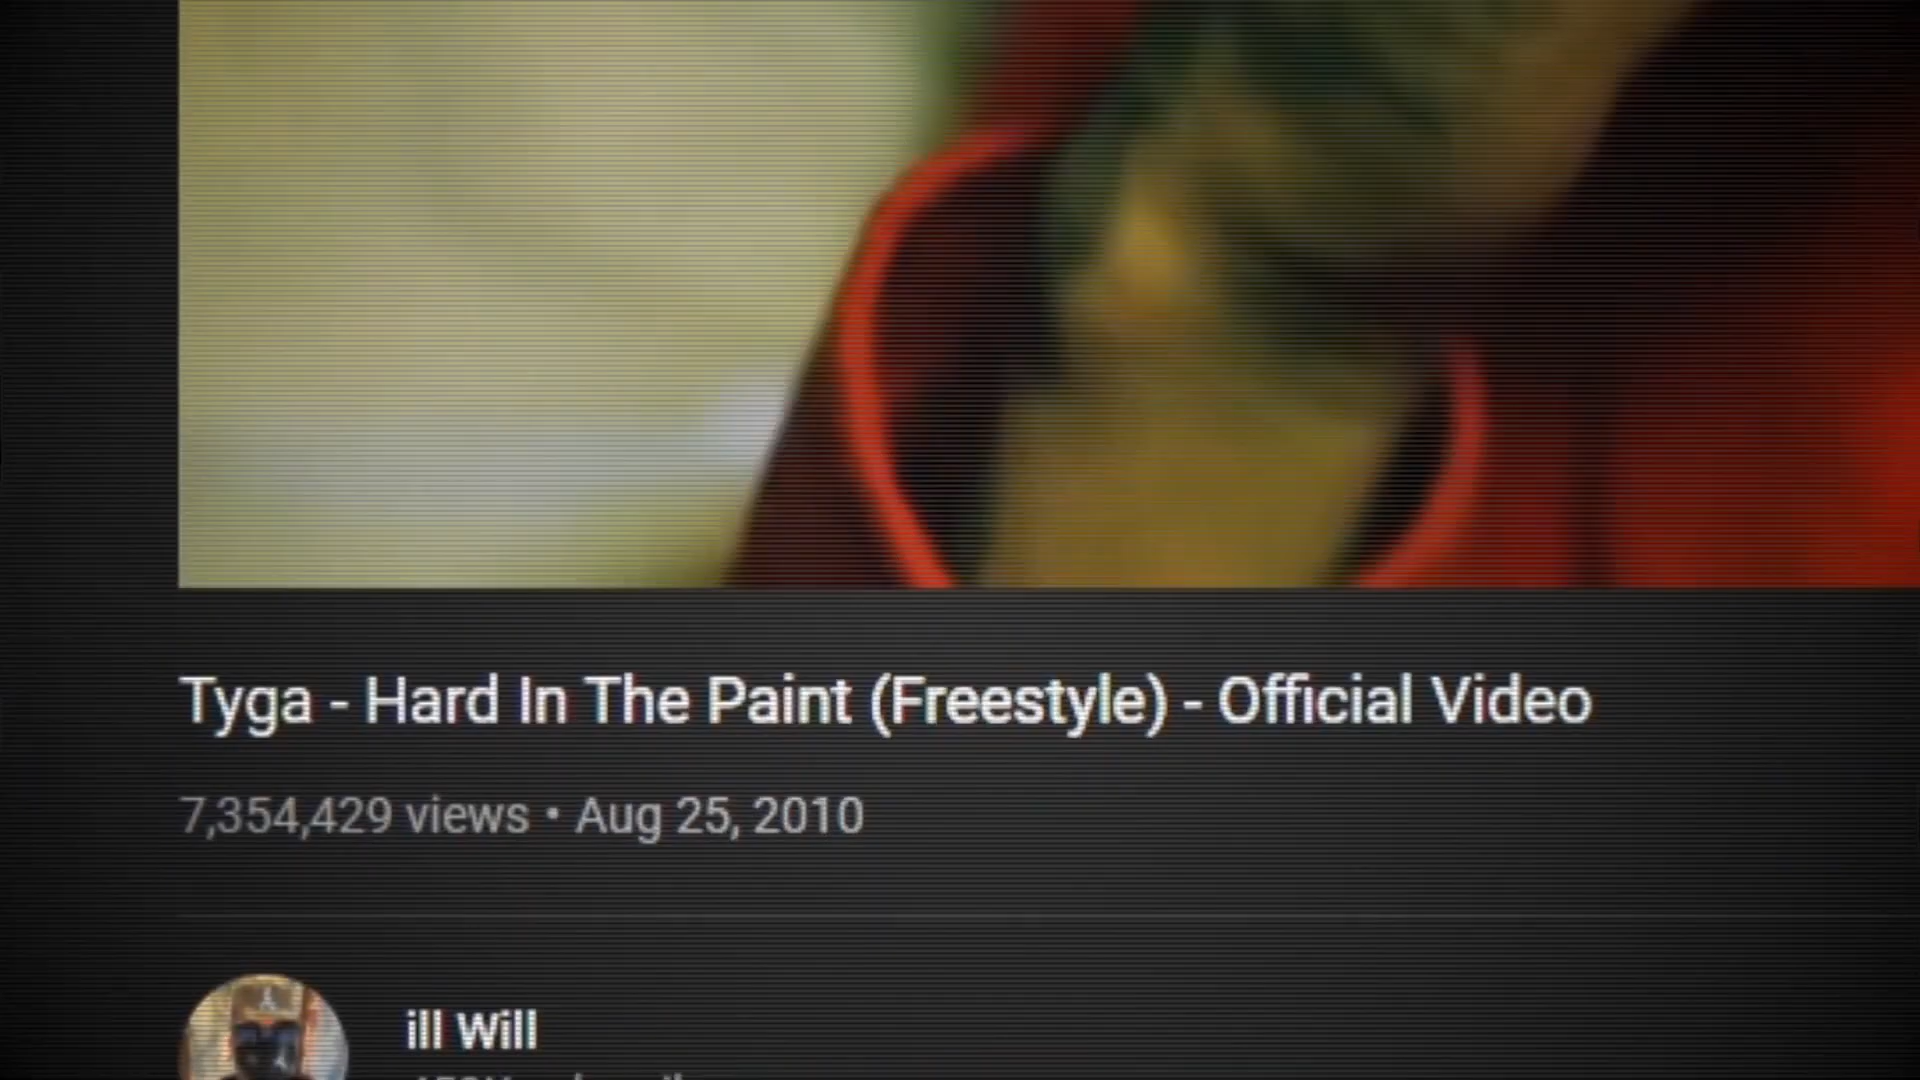 Tyga - Hard In The Paint (Freestyle) - Official Video
7,354,429 views • Aug 25, 2010
ill Will